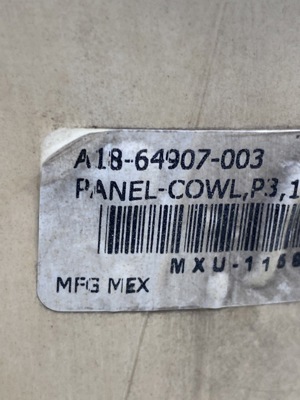 A18-64907-003
PANEL-COWL,P3,1
MXU-116
MFG MEX